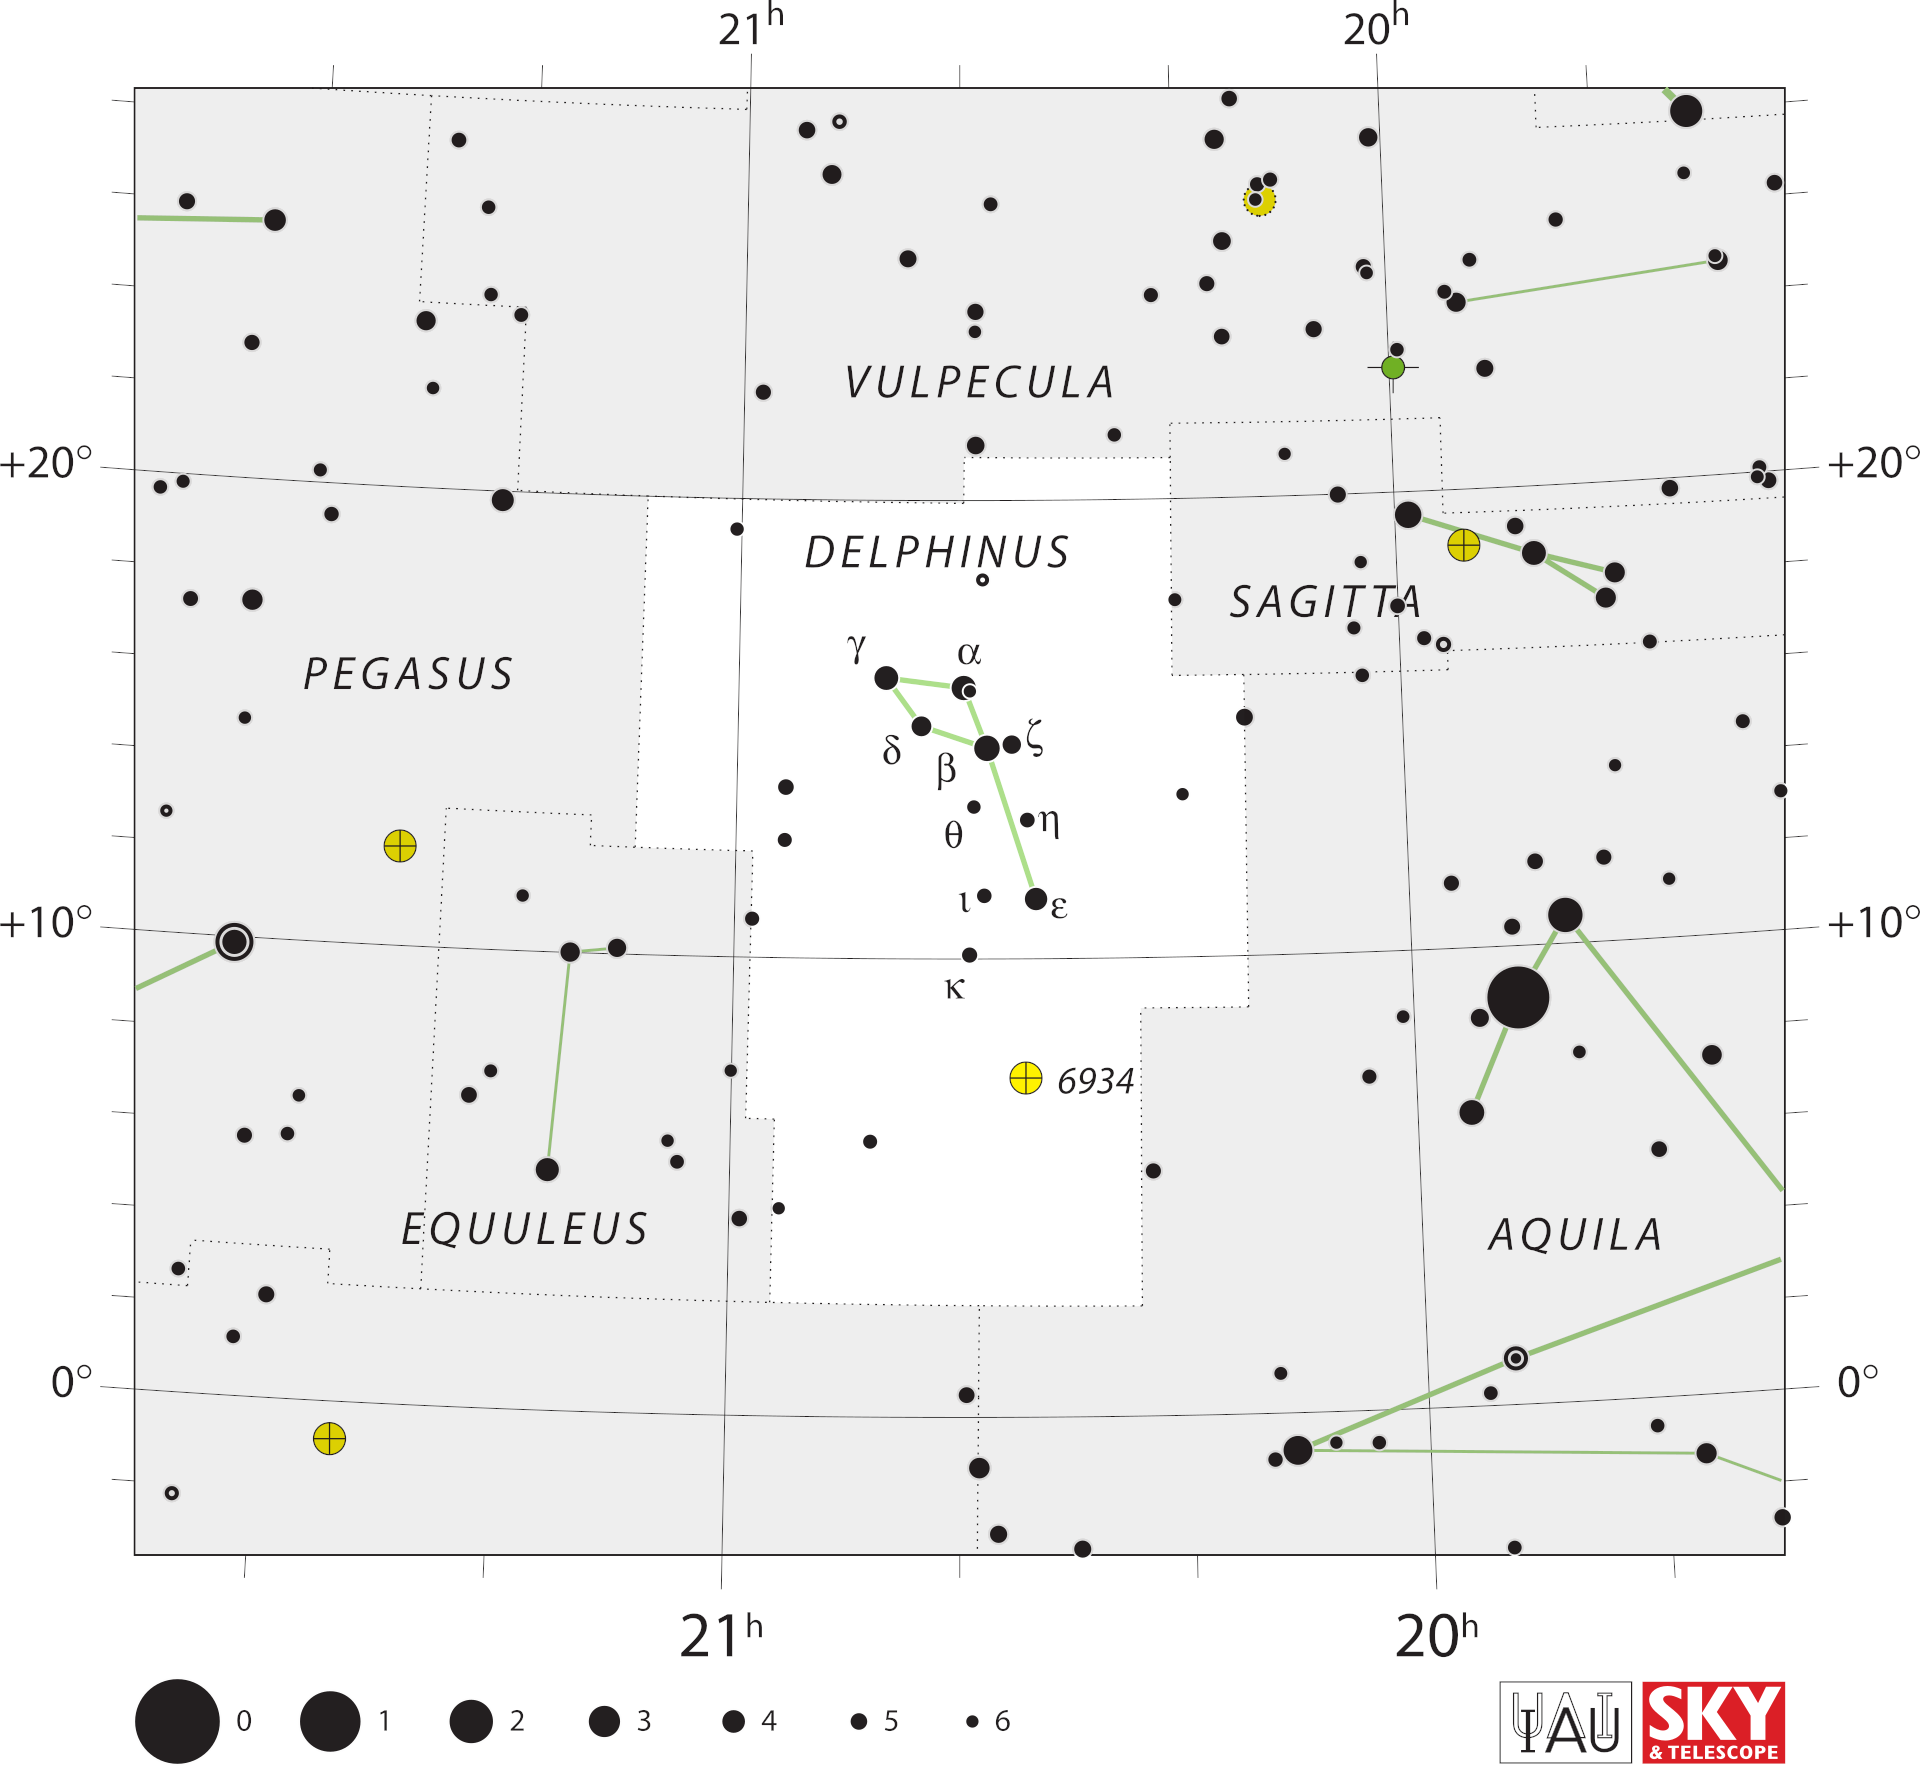 21h 20h
VULPECULA
+20° +20°
DELPHINUS
SAGITTA
γ α
PEGASUS
δ β ζ
θ η
ι ε
+10° +10°
κ
6934
EQUULEUS AQUILA
0° 0°
21h 20h
0 1 2 3 4 5 6
IAU SKY
& TELESCOPE